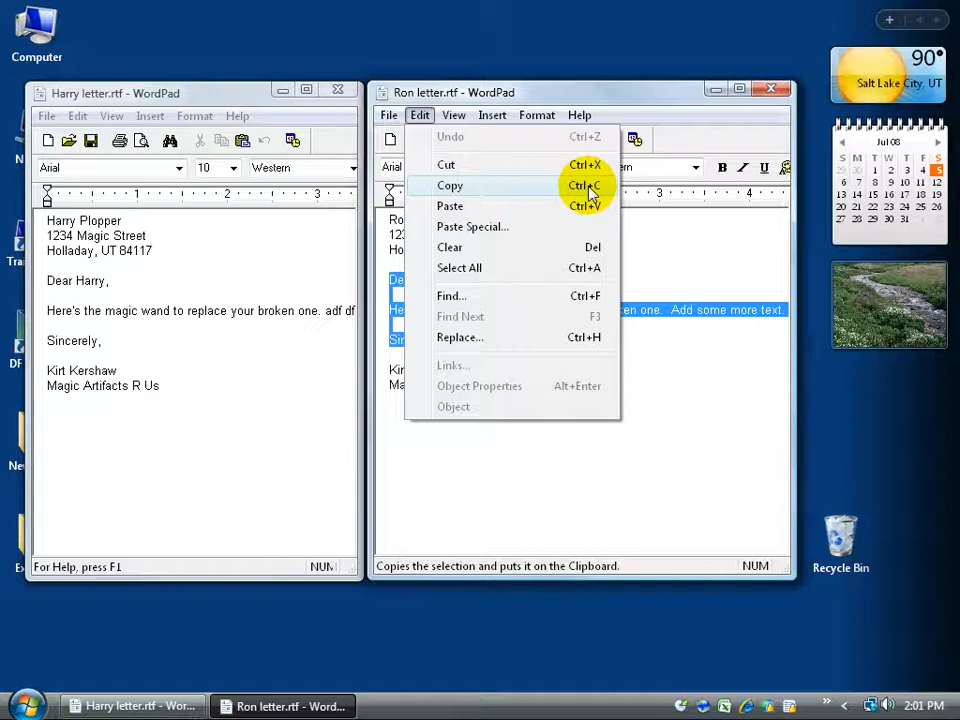 Computer
90°
Salt Lake City, UT
Jul 08
S M T W T F S
29 30 1 2 3 4 5
6 7 8 9 10 11 12
13 14 15 16 17 18 19
20 21 22 23 24 25 26
27 28 29 30 31
Harry letter.rtf - WordPad
File Edit View Insert Format Help
Arial 10 Western
1 2 3
Harry Plopper
1234 Magic Street
Holladay, UT 84117
Dear Harry,
Here's the magic wand to replace your broken one. adf df
Sincerely,
Kirt Kershaw
Magic Artifacts R Us
For Help, press F1 NUM
Ron letter.rtf - WordPad
File Edit View Insert Format Help
Undo Ctrl+Z
Cut Ctrl+X
Copy Ctrl+C
Paste Ctrl+V
Paste Special...
Clear Del
Select All Ctrl+A
Find... Ctrl+F
Find Next F3
Replace... Ctrl+H
Links...
Object Properties Alt+Enter
Object
3 4
ken one. Add some more text.
Copies the selection and puts it on the Clipboard. NUM
Recycle Bin
Harry letter.rtf - Wor...
Ron letter.rtf - Word...
2:01 PM